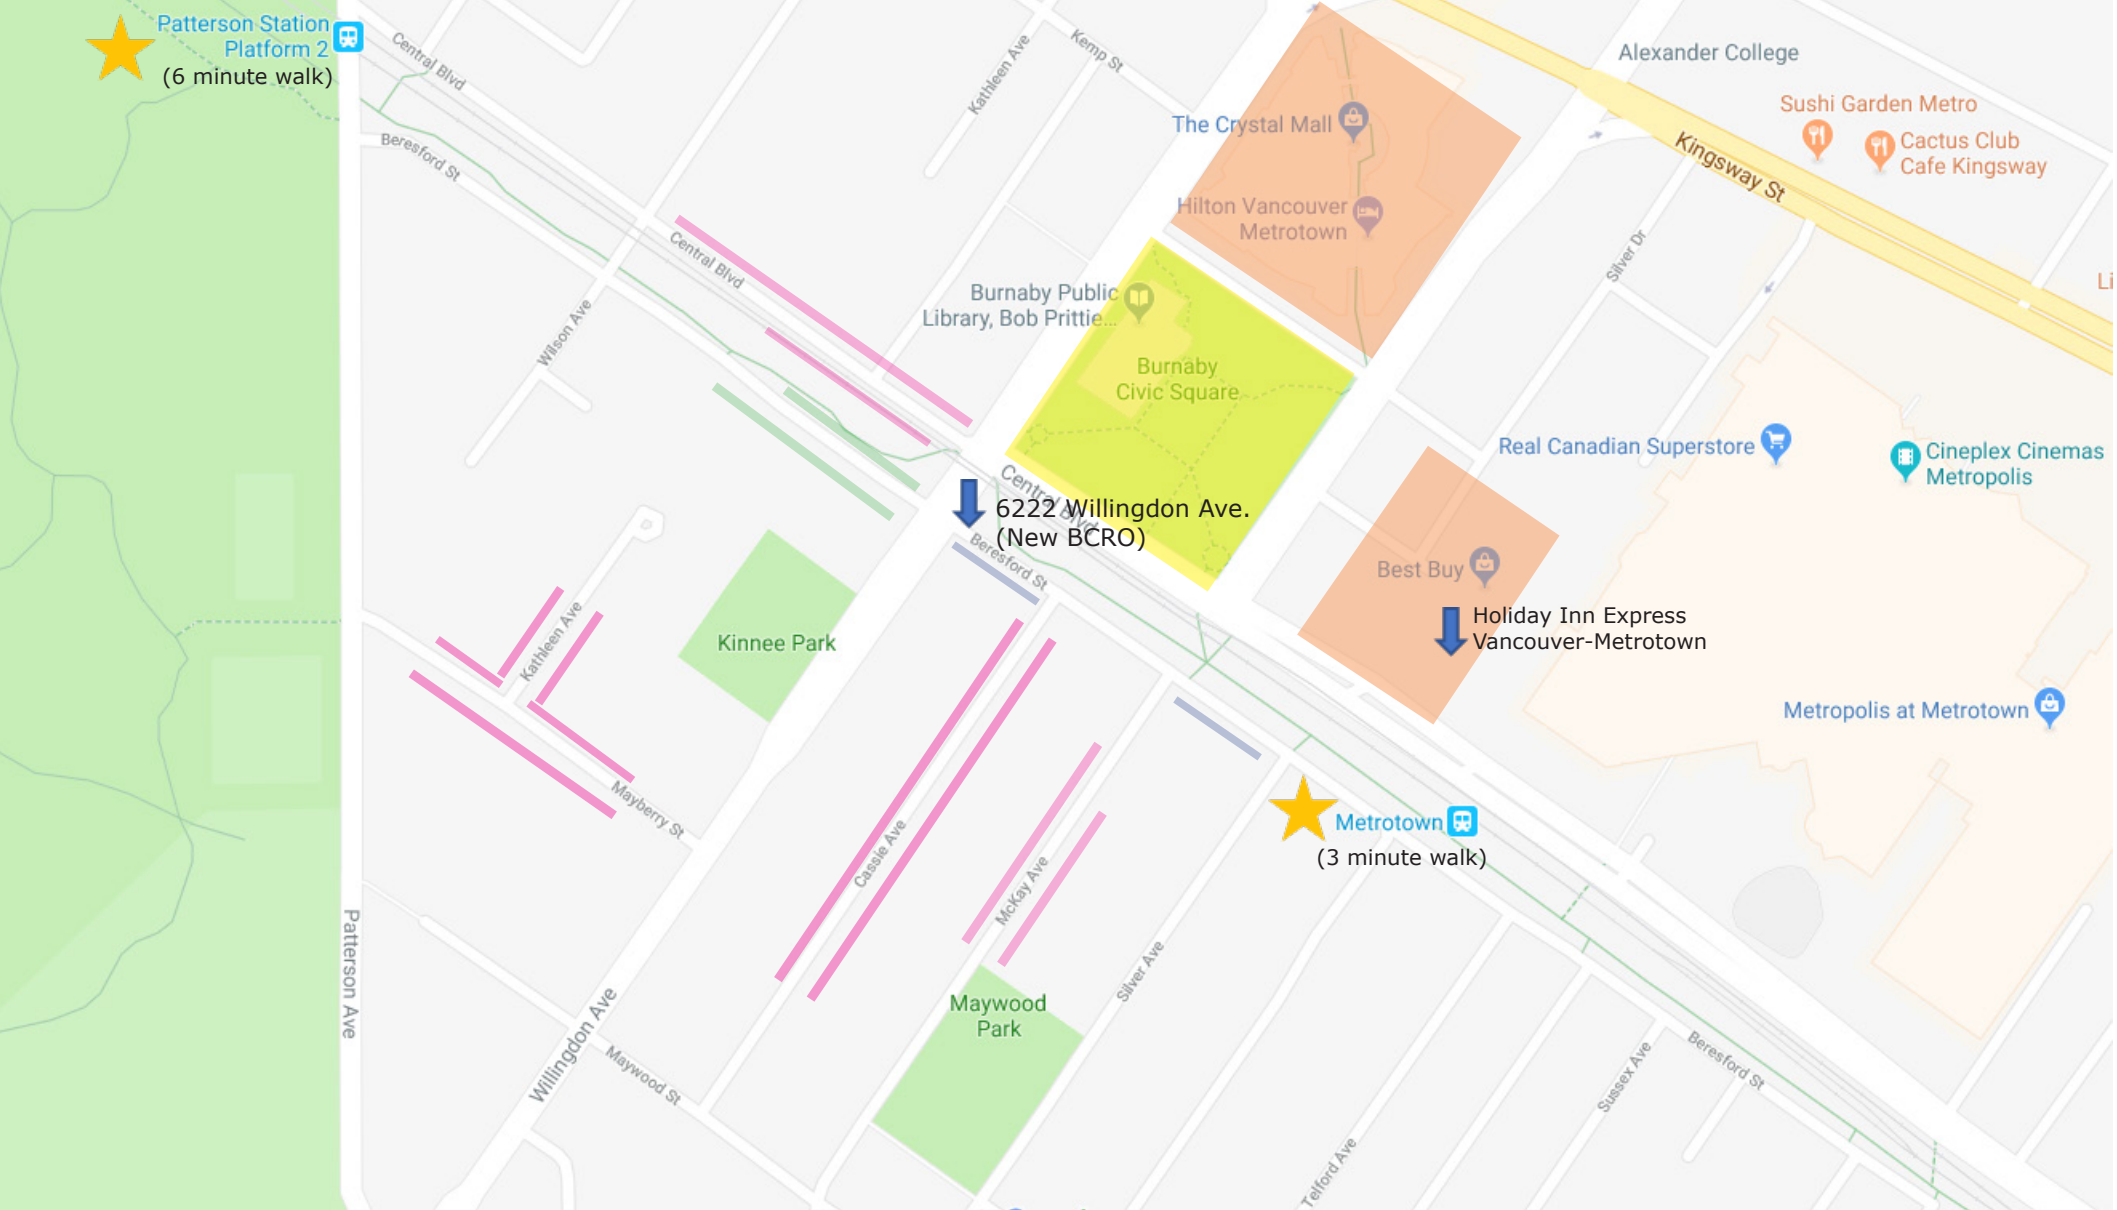 Patterson Station
Platform 2
(6 minute walk)
Central Blvd
Beresford St
Kathleen Ave
Kemp St
Alexander College
Sushi Garden Metro
Cactus Club
Cafe Kingsway
Kingsway St
The Crystal Mall
Hilton Vancouver
Metrotown
Silver Dr
Li
Central Blvd
Wilson Ave
Burnaby Public
Library, Bob Prittie...
Burnaby
Civic Square
Real Canadian Superstore
Cineplex Cinemas
Metropolis
Central Blvd
6222 Willingdon Ave.
(New BCRO)
Beresford St
Best Buy
Holiday Inn Express
Vancouver-Metrotown
Kinnee Park
Kathleen Ave
Metropolis at Metrotown
Mayberry St
Metrotown
(3 minute walk)
Cassie Ave
McKay Ave
Silver Ave
Patterson Ave
Maywood
Park
Willingdon Ave
Maywood St
Beresford St
Sussex Ave
Telford Ave